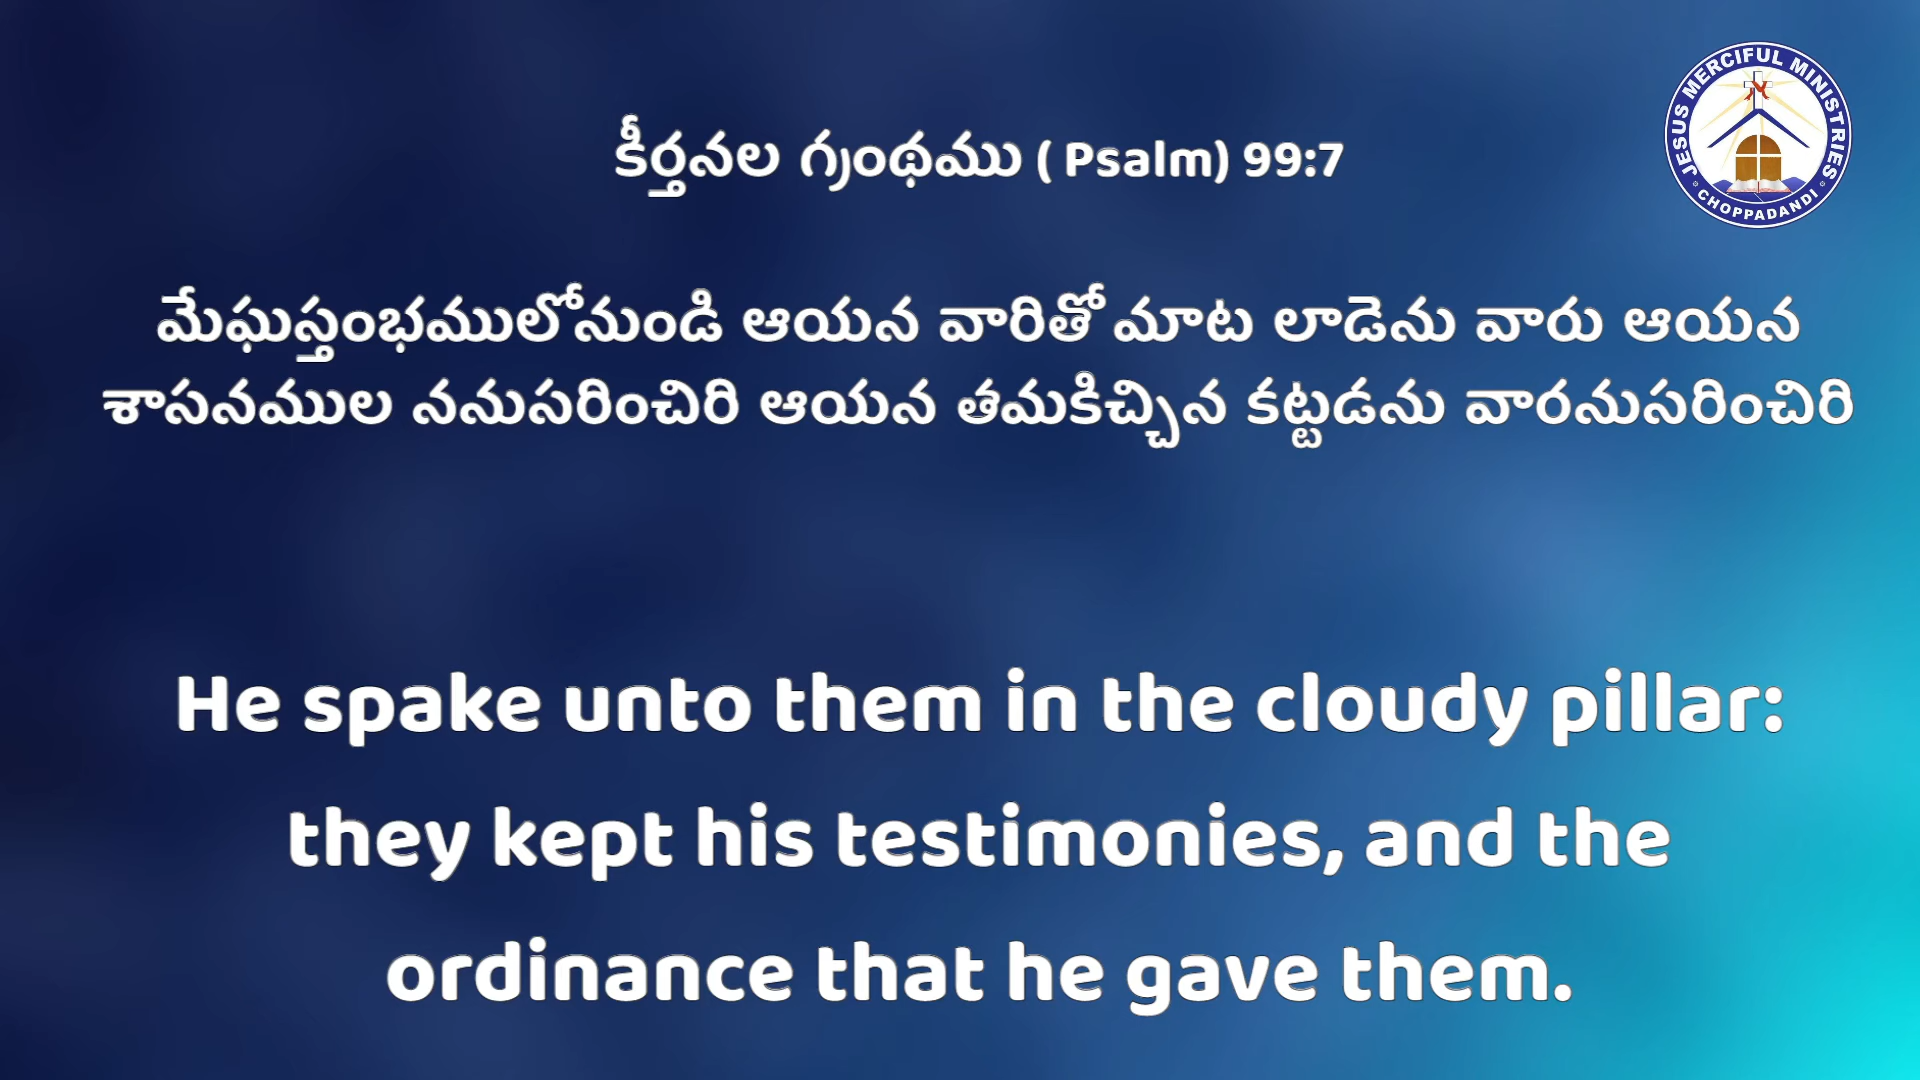 JESUS MERCIFUL MINISTRIES
CHOPPADANDI
కీర్తనల గ్రంథము ( Psalm) 99:7
మేఘస్తంభములోనుండి ఆయన వారితో మాట లాడెను వారు ఆయన
శాసనముల ననుసరించిరి ఆయన తమకిచ్చిన కట్టడను వారనుసరించిరి
He spake unto them in the cloudy pillar:
they kept his testimonies, and the
ordinance that he gave them.